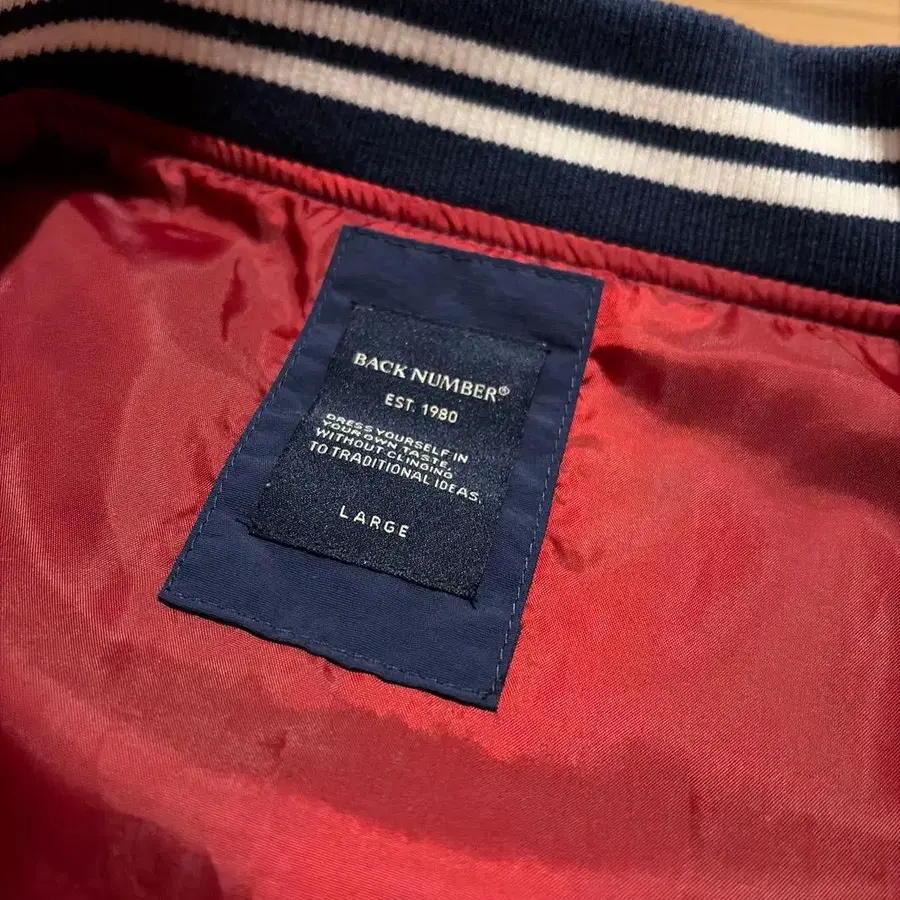 BACK NUMBER®
EST. 1980
DRESS YOURSELF IN
YOUR OWN TASTE,
WITHOUT CLINGING
TO TRADITIONAL IDEAS.
LARGE